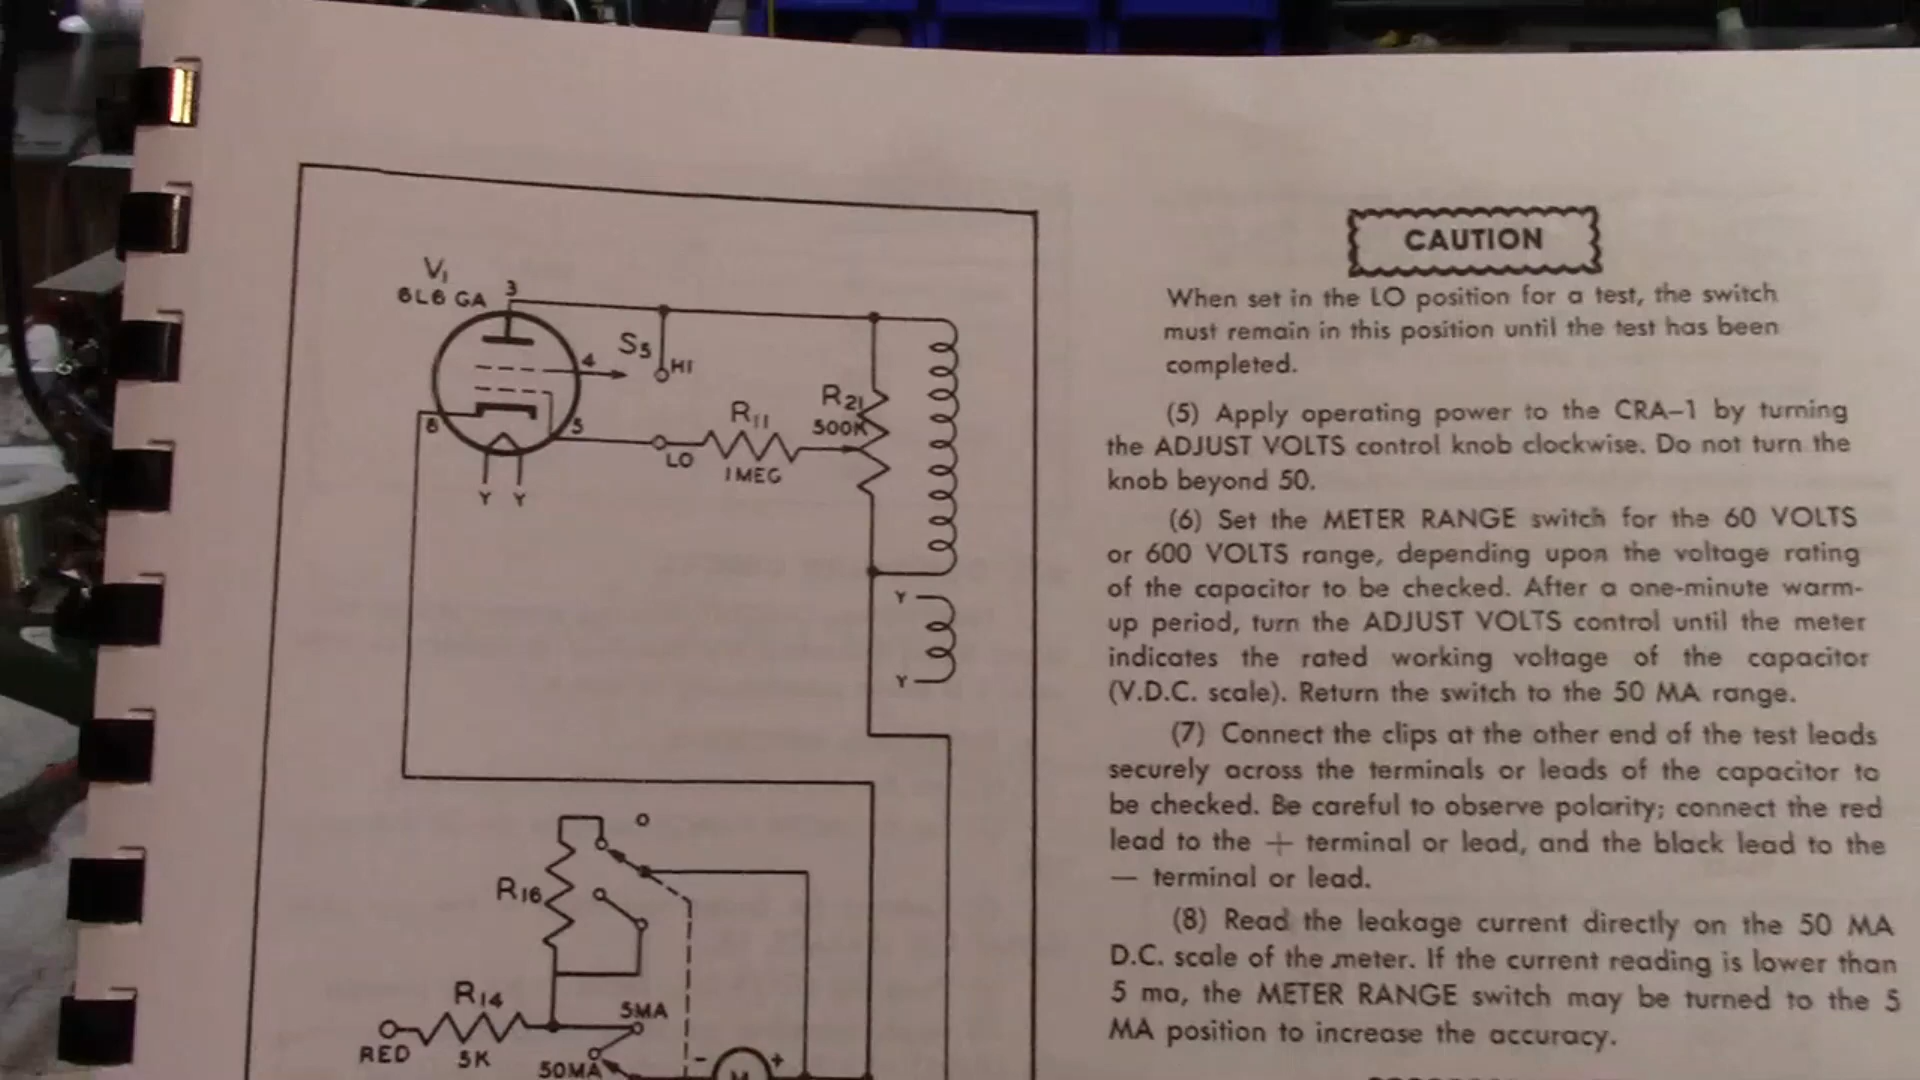 V1
6L6 GA
3
4
S5
HI
R21
500K
R11
6
5
LO
1 MEG
Y Y
Y
Y
R16
R14
5MA
RED
5K
50MA
-
+
M
CAUTION
When set in the LO position for a test, the switch
must remain in this position until the test has been
completed.
(5) Apply operating power to the CRA-1 by turning
the ADJUST VOLTS control knob clockwise. Do not turn the
knob beyond 50.
(6) Set the METER RANGE switch for the 60 VOLTS
or 600 VOLTS range, depending upon the voltage rating
of the capacitor to be checked. After a one-minute warm-
up period, turn the ADJUST VOLTS control until the meter
indicates the rated working voltage of the capacitor
(V.D.C. scale). Return the switch to the 50 MA range.
(7) Connect the clips at the other end of the test leads
securely across the terminals or leads of the capacitor to
be checked. Be careful to observe polarity; connect the red
lead to the + terminal or lead, and the black lead to the
— terminal or lead.
(8) Read the leakage current directly on the 50 MA
D.C. scale of the meter. If the current reading is lower than
5 ma, the METER RANGE switch may be turned to the 5
MA position to increase the accuracy.